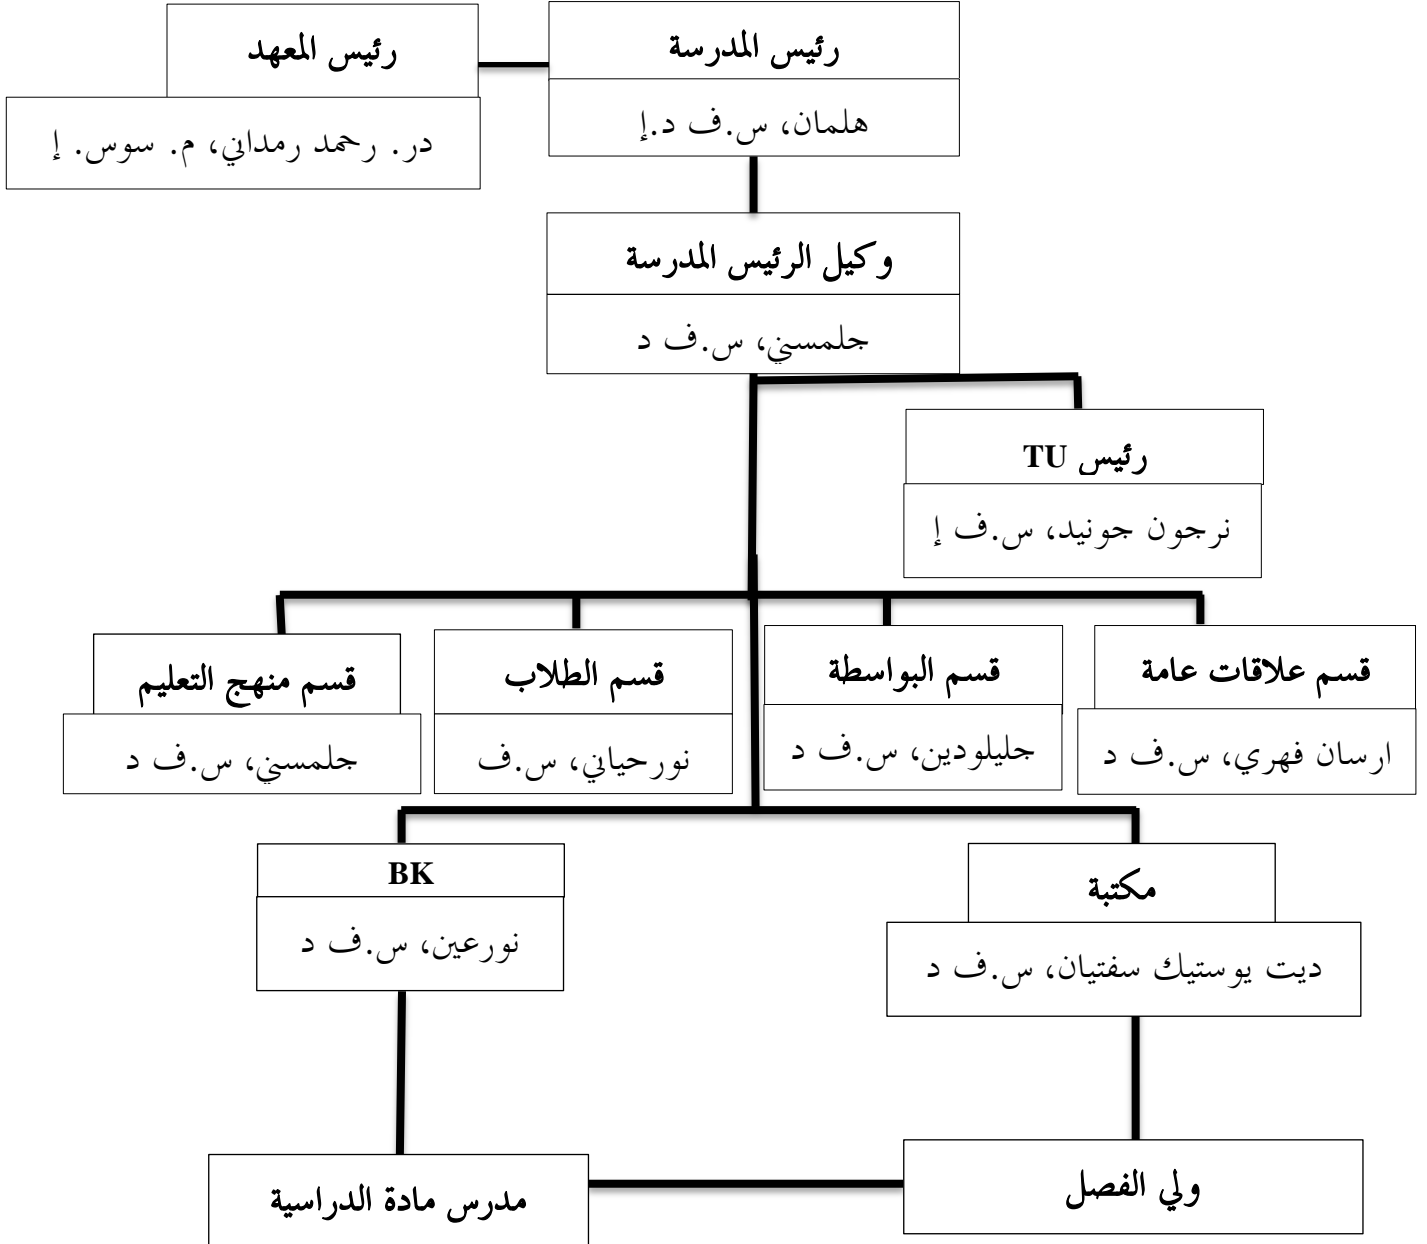 رئيس المدرسة
هلمان، س.ف د.إ
رئيس المعهد
در. رحمد رمداني، م. سوس. إ
وكيل الرئيس المدرسة
جلمسني، س.ف د
رئيس TU
نرجون جونيد، س.ف إ
قسم علاقات عامة
ارسان فهري، س.ف د
قسم البواسطة
جليلودين، س.ف د
قسم الطلاب
نورحياني، س.ف
قسم منهج التعليم
جلمسني، س.ف د
مكتبة
ديت يوستيك سفتيان، س.ف د
BK
نورعين، س.ف د
ولي الفصل
مدرس مادة الدراسية